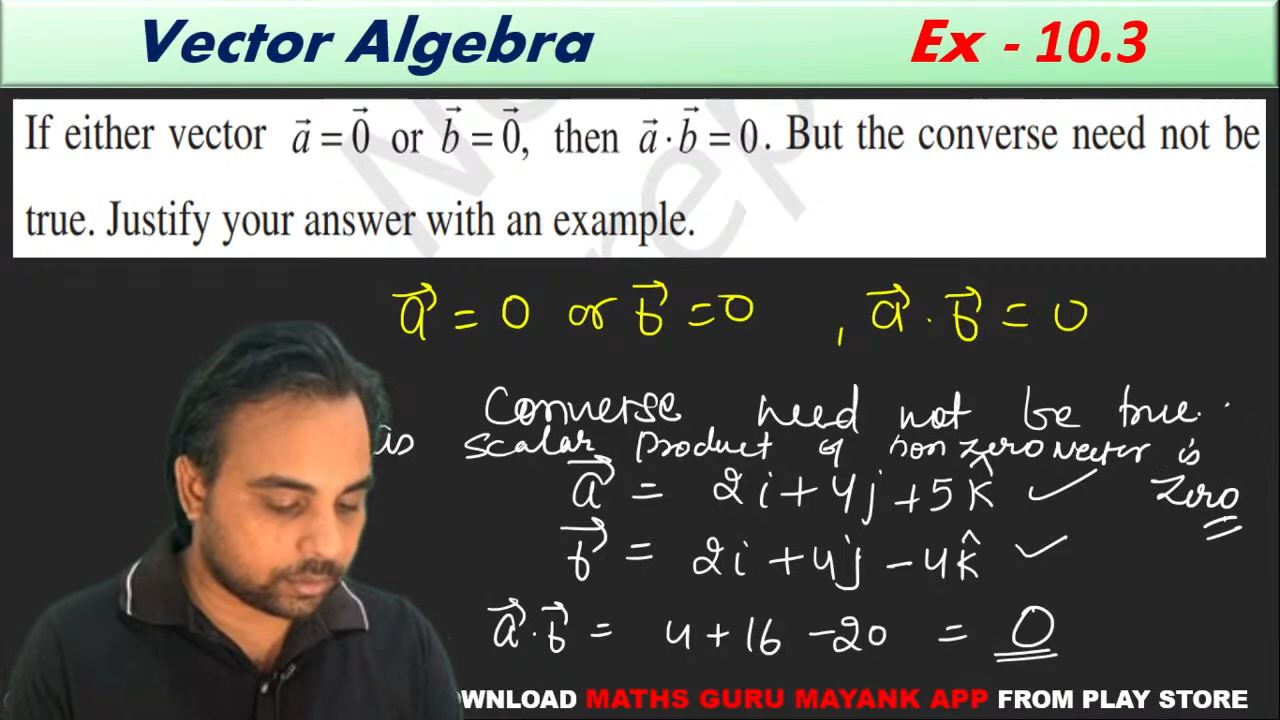 Vector Algebra Ex - 10.3
If either vector a⃗ = 0⃗ or b⃗ = 0⃗, then a⃗ · b⃗ = 0. But the converse need not be
true. Justify your answer with an example.
a⃗ = 0 or b⃗ = 0 , a⃗ . b⃗ = 0
Converse need not be true.
is scalar product of non zero vector is
zero
a⃗ = 2i + 4j + 5k̂ ✓
b⃗ = 2i + 4j - 4k̂ ✓
a⃗ . b⃗ = 4 + 16 - 20 = 0
WNLOAD MATHS GURU MAYANK APP FROM PLAY STORE